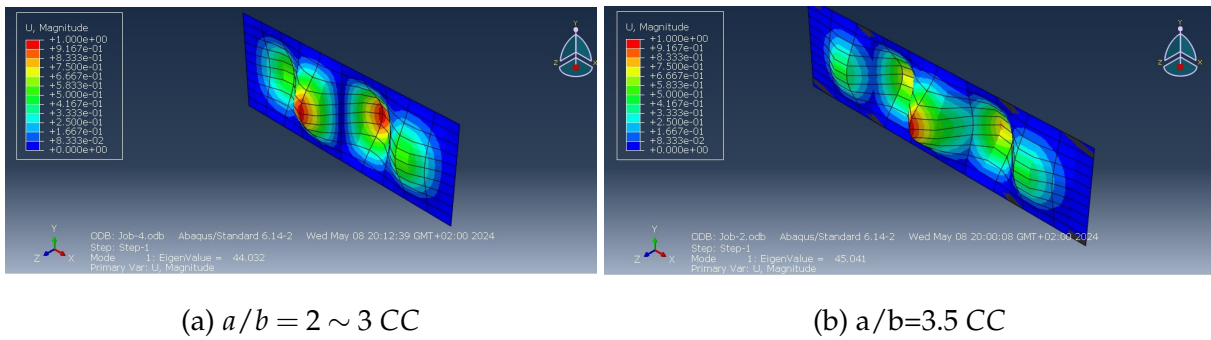 U, Magnitude
+1.000e+00
+9.167e-01
+8.333e-01
+7.500e-01
+6.667e-01
+5.833e-01
+5.000e-01
+4.167e-01
+3.333e-01
+2.500e-01
+1.667e-01
+8.333e-02
+0.000e+00
Y
Z
X
Y
Z
X
ODB: Job-4.odb Abaqus/Standard 6.14-2 Wed May 08 20:12:39 GMT+02:00 2024
Step: Step-1
Mode 1: EigenValue = 44.032
Primary Var: U, Magnitude
(a) a/b = 2 ∼ 3 CC
U, Magnitude
+1.000e+00
+9.167e-01
+8.333e-01
+7.500e-01
+6.667e-01
+5.833e-01
+5.000e-01
+4.167e-01
+3.333e-01
+2.500e-01
+1.667e-01
+8.333e-02
+0.000e+00
Y
Z
X
Y
Z
X
ODB: Job-2.odb Abaqus/Standard 6.14-2 Wed May 08 20:00:08 GMT+02:00 2024
Step: Step-1
Mode 1: EigenValue = 45.041
Primary Var: U, Magnitude
(b) a/b=3.5 CC